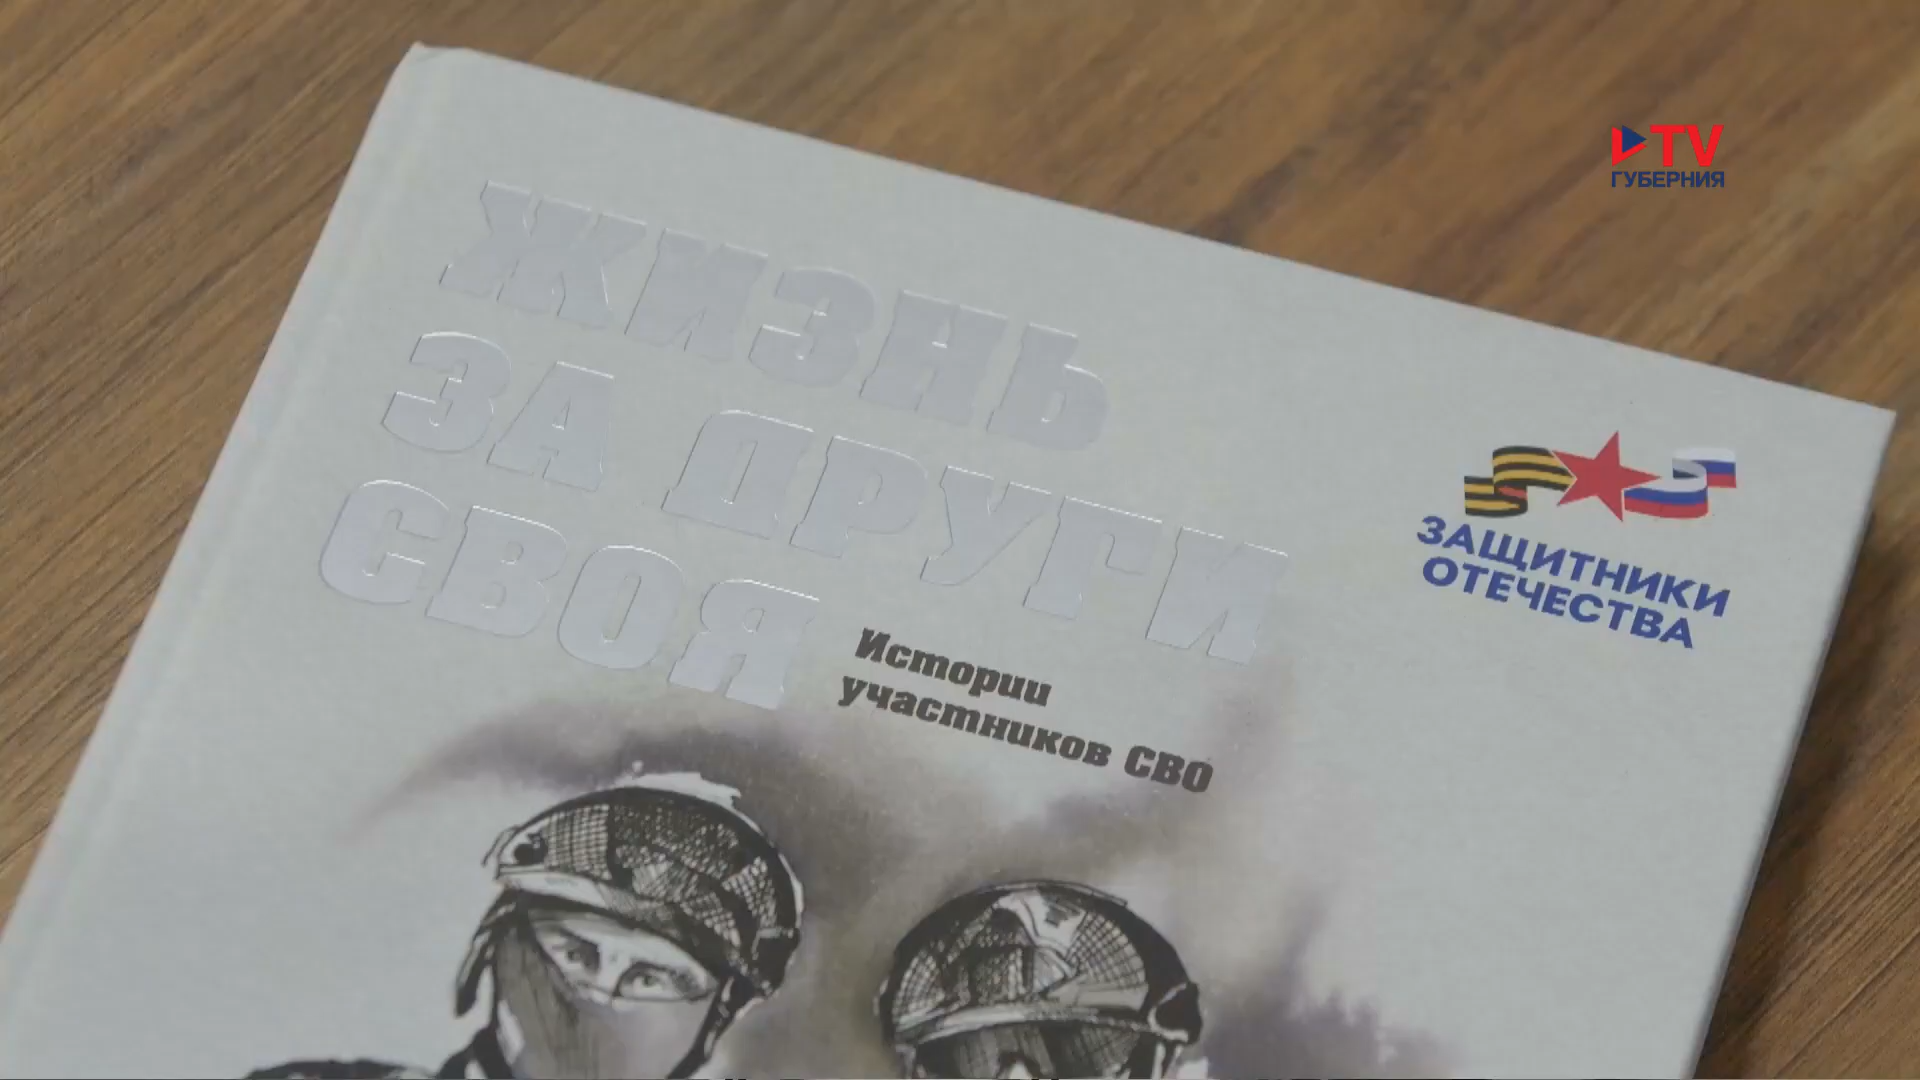 TV
ГУБЕРНИЯ
ЖИЗНЬ
ЗА ДРУГИ
СВОЯ
Истории
участников СВО
ЗАЩИТНИКИ
ОТЕЧЕСТВА